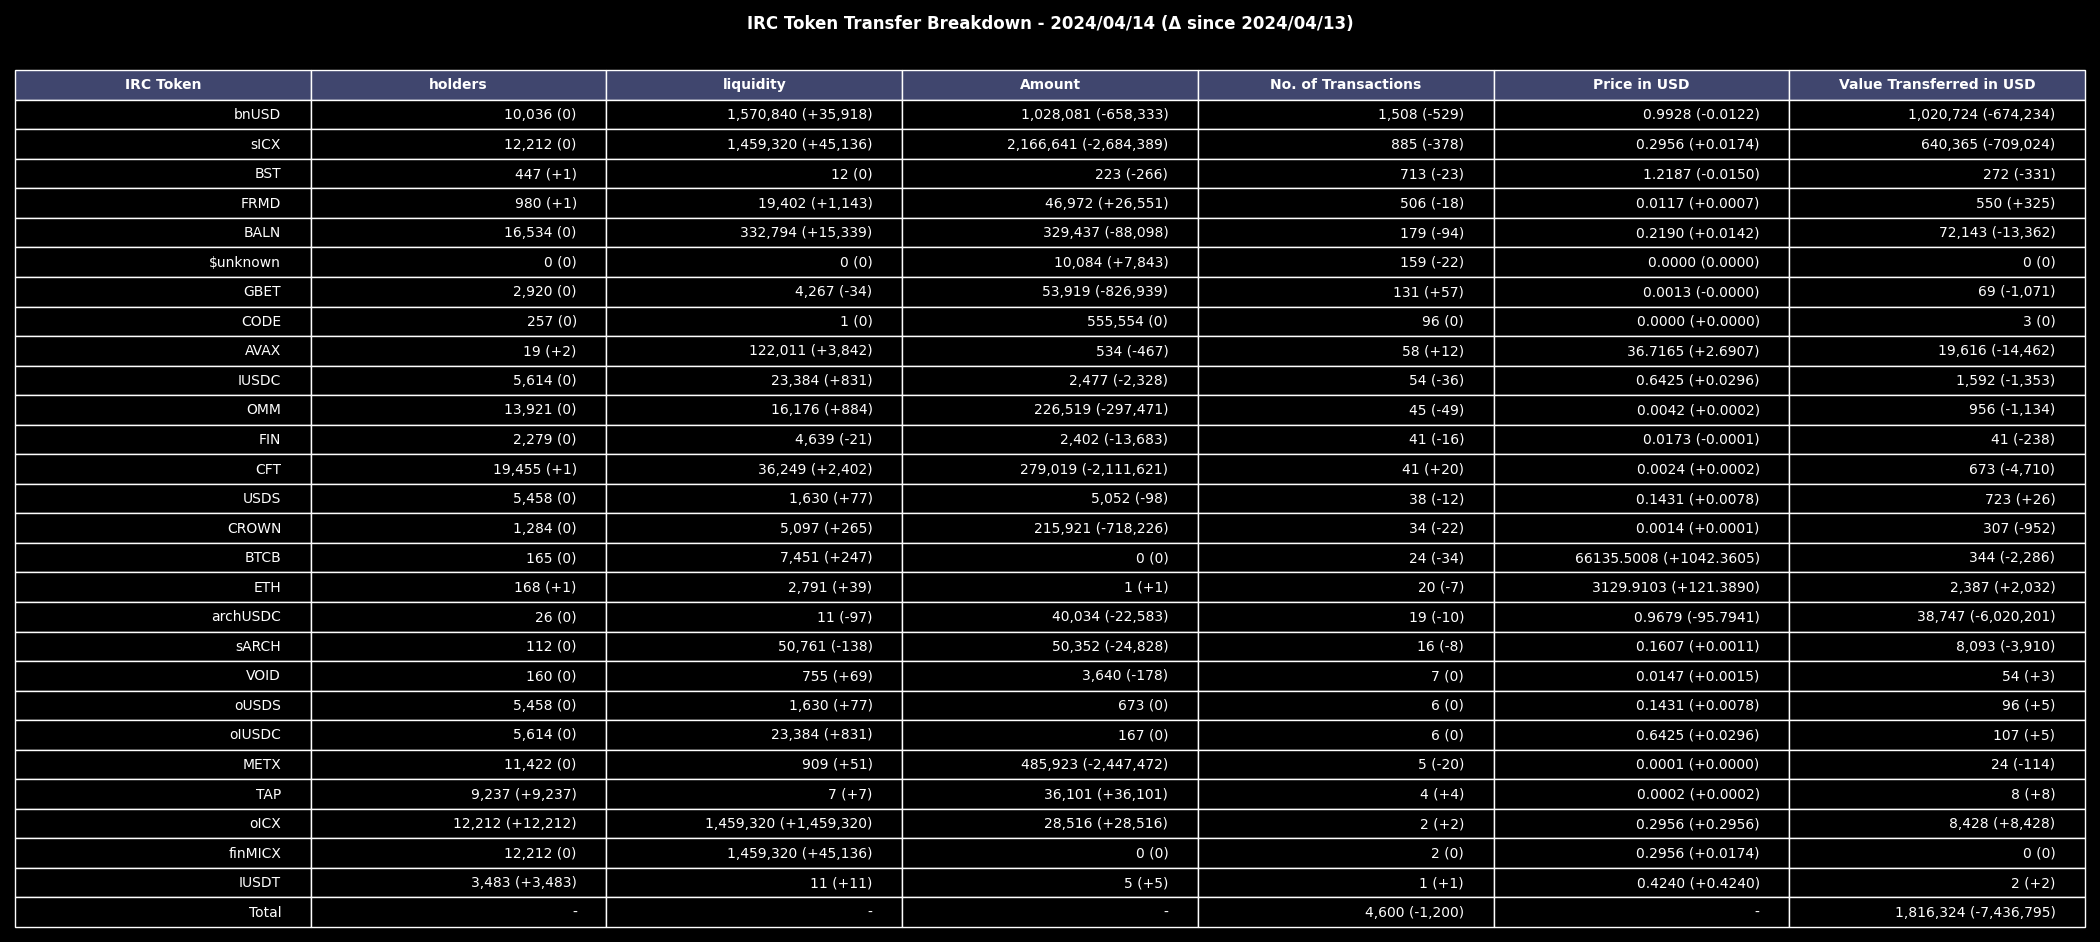 IRC Token Transfer Breakdown - 2024/04/14 (Δ since 2024/04/13)
IRC Token holders liquidity Amount No. of Transactions Price in USD Value Transferred in USD
bnUSD 10,036 (0) 1,570,840 (+35,918) 1,028,081 (-658,333) 1,508 (-529) 0.9928 (-0.0122) 1,020,724 (-674,234)
sICX 12,212 (0) 1,459,320 (+45,136) 2,166,641 (-2,684,389) 885 (-378) 0.2956 (+0.0174) 640,365 (-709,024)
BST 447 (+1) 12 (0) 223 (-266) 713 (-23) 1.2187 (-0.0150) 272 (-331)
FRMD 980 (+1) 19,402 (+1,143) 46,972 (+26,551) 506 (-18) 0.0117 (+0.0007) 550 (+325)
BALN 16,534 (0) 332,794 (+15,339) 329,437 (-88,098) 179 (-94) 0.2190 (+0.0142) 72,143 (-13,362)
$unknown 0 (0) 0 (0) 10,084 (+7,843) 159 (-22) 0.0000 (0.0000) 0 (0)
GBET 2,920 (0) 4,267 (-34) 53,919 (-826,939) 131 (+57) 0.0013 (-0.0000) 69 (-1,071)
CODE 257 (0) 1 (0) 555,554 (0) 96 (0) 0.0000 (+0.0000) 3 (0)
AVAX 19 (+2) 122,011 (+3,842) 534 (-467) 58 (+12) 36.7165 (+2.6907) 19,616 (-14,462)
IUSDC 5,614 (0) 23,384 (+831) 2,477 (-2,328) 54 (-36) 0.6425 (+0.0296) 1,592 (-1,353)
OMM 13,921 (0) 16,176 (+884) 226,519 (-297,471) 45 (-49) 0.0042 (+0.0002) 956 (-1,134)
FIN 2,279 (0) 4,639 (-21) 2,402 (-13,683) 41 (-16) 0.0173 (-0.0001) 41 (-238)
CFT 19,455 (+1) 36,249 (+2,402) 279,019 (-2,111,621) 41 (+20) 0.0024 (+0.0002) 673 (-4,710)
USDS 5,458 (0) 1,630 (+77) 5,052 (-98) 38 (-12) 0.1431 (+0.0078) 723 (+26)
CROWN 1,284 (0) 5,097 (+265) 215,921 (-718,226) 34 (-22) 0.0014 (+0.0001) 307 (-952)
BTCB 165 (0) 7,451 (+247) 0 (0) 24 (-34) 66135.5008 (+1042.3605) 344 (-2,286)
ETH 168 (+1) 2,791 (+39) 1 (+1) 20 (-7) 3129.9103 (+121.3890) 2,387 (+2,032)
archUSDC 26 (0) 11 (-97) 40,034 (-22,583) 19 (-10) 0.9679 (-95.7941) 38,747 (-6,020,201)
sARCH 112 (0) 50,761 (-138) 50,352 (-24,828) 16 (-8) 0.1607 (+0.0011) 8,093 (-3,910)
VOID 160 (0) 755 (+69) 3,640 (-178) 7 (0) 0.0147 (+0.0015) 54 (+3)
oUSDS 5,458 (0) 1,630 (+77) 673 (0) 6 (0) 0.1431 (+0.0078) 96 (+5)
oIUSDC 5,614 (0) 23,384 (+831) 167 (0) 6 (0) 0.6425 (+0.0296) 107 (+5)
METX 11,422 (0) 909 (+51) 485,923 (-2,447,472) 5 (-20) 0.0001 (+0.0000) 24 (-114)
TAP 9,237 (+9,237) 7 (+7) 36,101 (+36,101) 4 (+4) 0.0002 (+0.0002) 8 (+8)
oICX 12,212 (+12,212) 1,459,320 (+1,459,320) 28,516 (+28,516) 2 (+2) 0.2956 (+0.2956) 8,428 (+8,428)
finMICX 12,212 (0) 1,459,320 (+45,136) 0 (0) 2 (0) 0.2956 (+0.0174) 0 (0)
IUSDT 3,483 (+3,483) 11 (+11) 5 (+5) 1 (+1) 0.4240 (+0.4240) 2 (+2)
Total - - - 4,600 (-1,200) - 1,816,324 (-7,436,795)